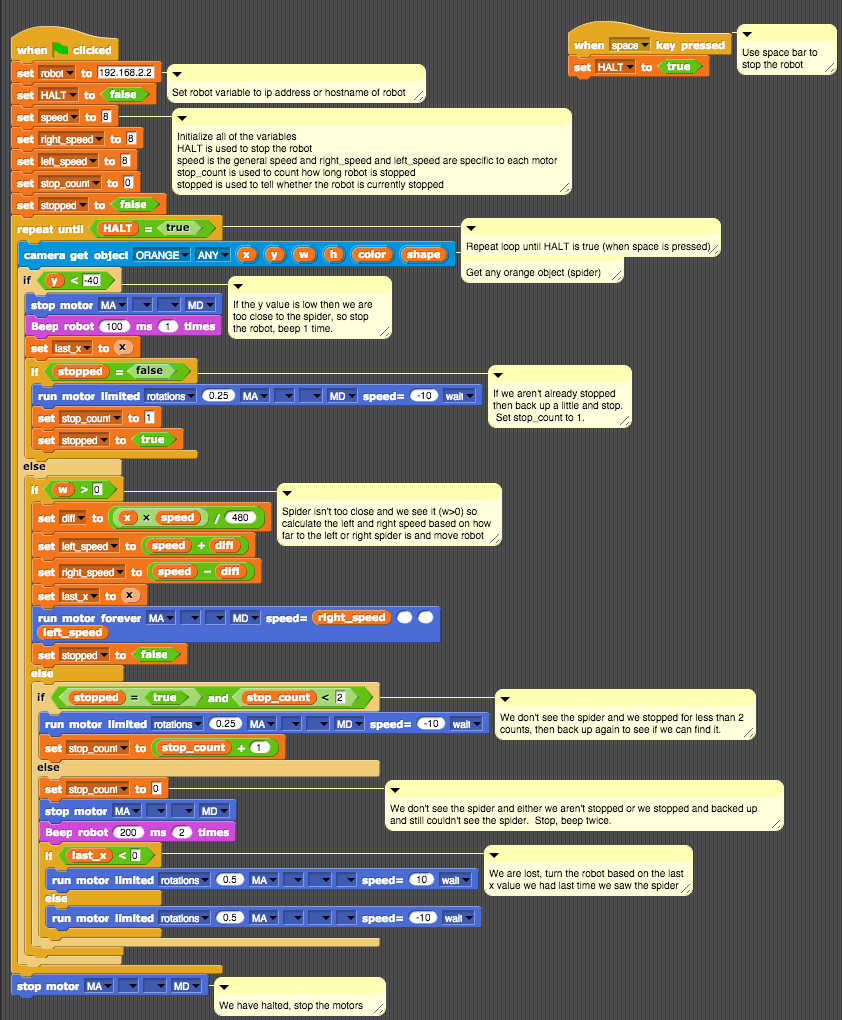 when clicked
set robot to 192.168.2.2
Set robot variable to ip address or hostname of robot
set HALT to false
set speed to 8
Initialize all of the variables
HALT is used to stop the robot
speed is the general speed and right_speed and left_speed are specific to each motor
stop_count is used to count how long robot is stopped
stopped is used to tell whether the robot is currently stopped
set right_speed to 8
set left_speed to 8
set stop_count to 0
set stopped to false
repeat until HALT = true
Repeat loop until HALT is true (when space is pressed)
camera get object ORANGE ANY x y w h color shape
Get any orange object (spider)
if y < -40
If the y value is low then we are
too close to the spider, so stop
the robot, beep 1 time.
stop motor MA MD
Beep robot 100 ms 1 times
set last_x to x
if stopped = false
If we aren't already stopped
then back up a little and stop.
Set stop_count to 1.
run motor limited rotations 0.25 MA MD speed= -10 wait
set stop_count to 1
set stopped to true
else
if w > 0
Spider isn't too close and we see it (w>0) so
calculate the left and right speed based on how
far to the left or right spider is and move robot
set diff to x × speed / 480
set left_speed to speed + diff
set right_speed to speed - diff
set last_x to x
run motor forever MA MD speed= right_speed
left_speed
set stopped to false
else
if stopped = true and stop_count < 2
We don't see the spider and we stopped for less than 2
counts, then back up again to see if we can find it.
run motor limited rotations 0.25 MA MD speed= -10 wait
set stop_count to stop_count + 1
else
set stop_count to 0
We don't see the spider and either we aren't stopped or we stopped and backed up
and still couldn't see the spider. Stop, beep twice.
stop motor MA MD
Beep robot 200 ms 2 times
if last_x < 0
We are lost, turn the robot based on the last
x value we had last time we saw the spider
run motor limited rotations 0.5 MA speed= 10 wait
else
run motor limited rotations 0.5 MA speed= -10 wait
stop motor MA MD
We have halted, stop the motors
when space key pressed
set HALT to true
Use space bar to
stop the robot